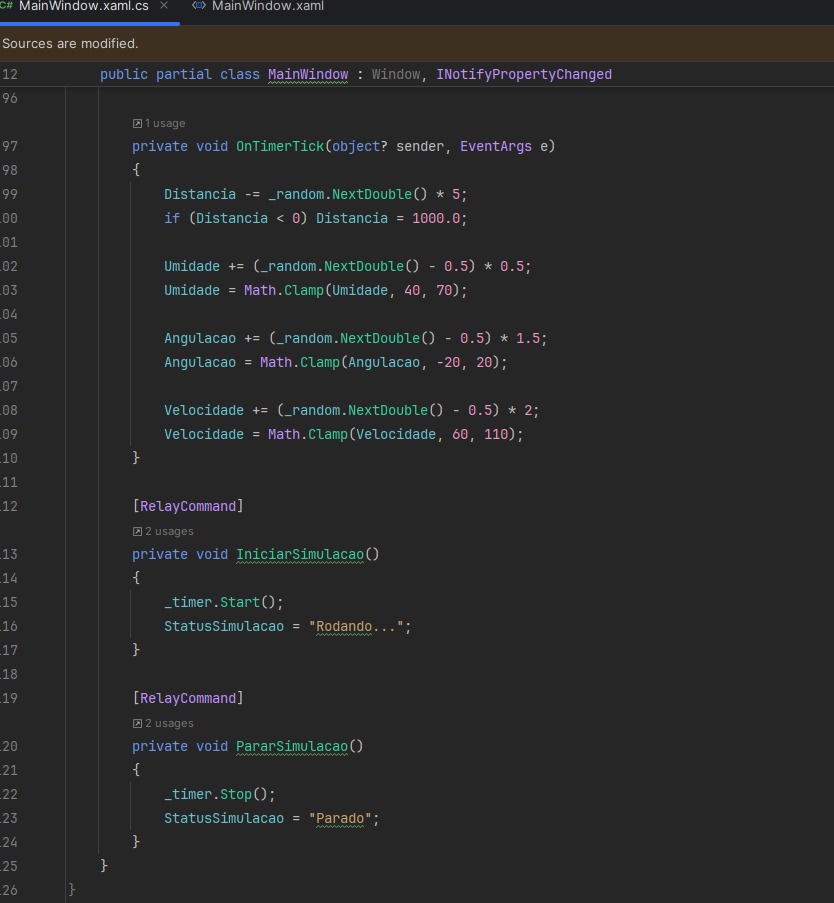 C# MainWindow.xaml.cs × MainWindow.xaml
Sources are modified.
12 public partial class MainWindow : Window, INotifyPropertyChanged
96
1 usage
97 private void OnTimerTick(object? sender, EventArgs e)
98 {
99 Distancia -= _random.NextDouble() * 5;
00 if (Distancia < 0) Distancia = 1000.0;
01
02 Umidade += (_random.NextDouble() - 0.5) * 0.5;
03 Umidade = Math.Clamp(Umidade, 40, 70);
04
05 Angulacao += (_random.NextDouble() - 0.5) * 1.5;
06 Angulacao = Math.Clamp(Angulacao, -20, 20);
07
08 Velocidade += (_random.NextDouble() - 0.5) * 2;
09 Velocidade = Math.Clamp(Velocidade, 60, 110);
10 }
11
12 [RelayCommand]
2 usages
13 private void IniciarSimulacao()
14 {
15 _timer.Start();
16 StatusSimulacao = "Rodando...";
17 }
18
19 [RelayCommand]
2 usages
20 private void PararSimulacao()
21 {
22 _timer.Stop();
23 StatusSimulacao = "Parado";
24 }
25 }
26 }